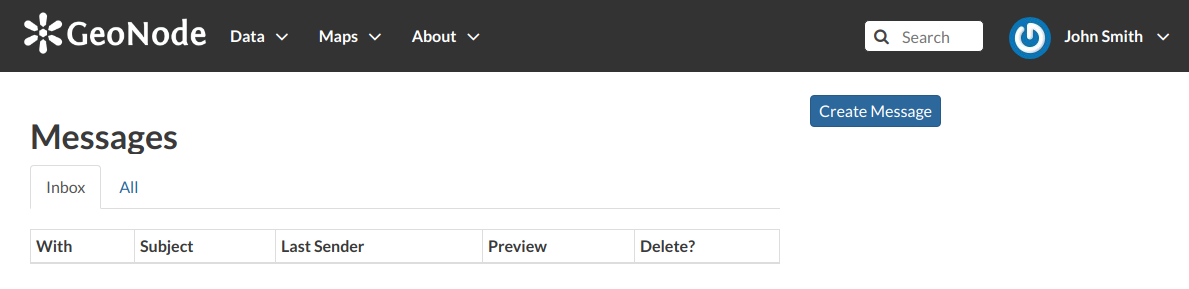 GeoNode Data Maps About Search John Smith
Create Message
Messages
Inbox All
With Subject Last Sender Preview Delete?